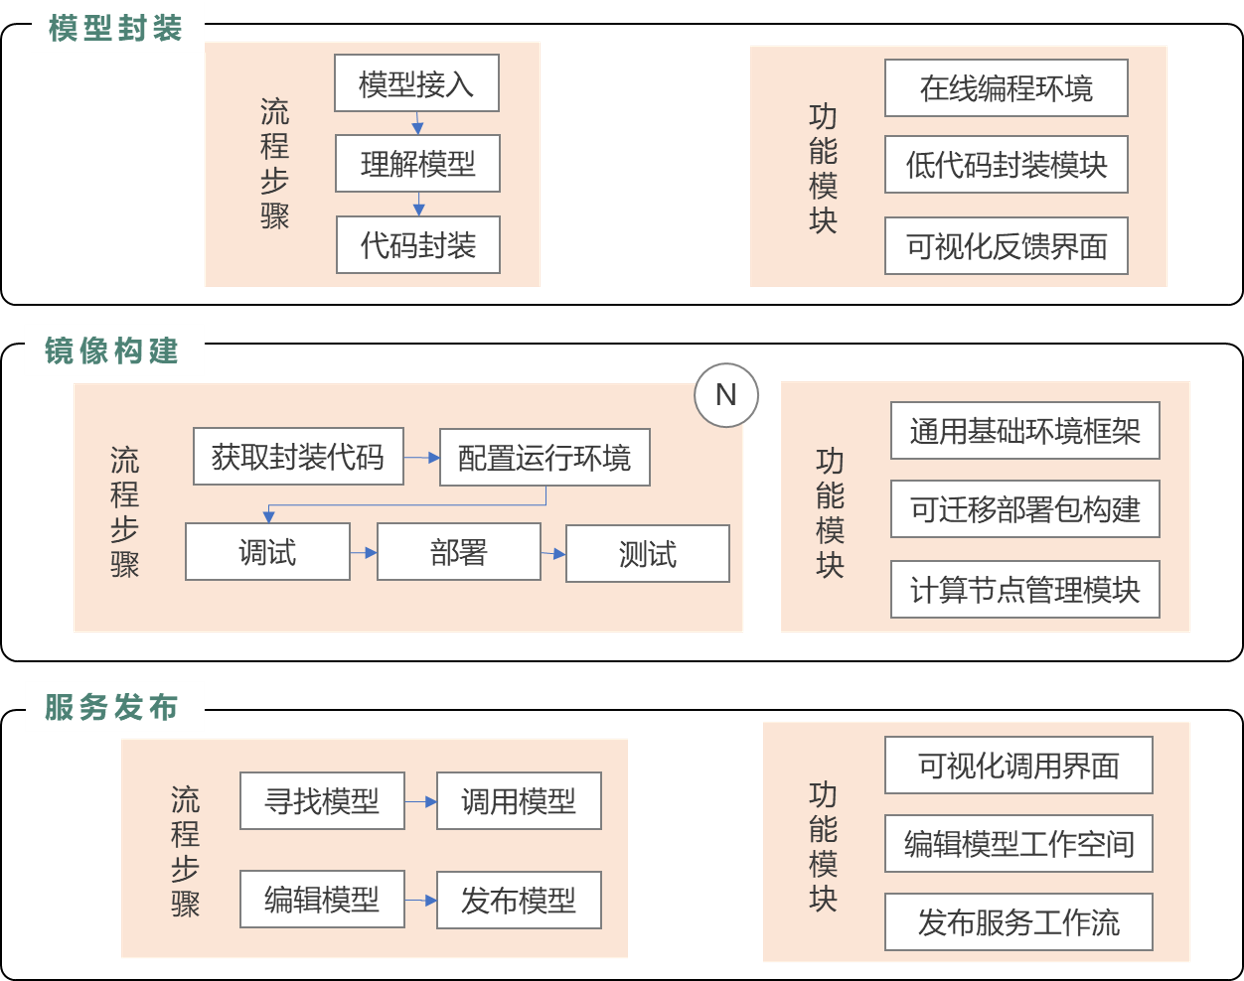 模型封装
流程步骤
模型接入
理解模型
代码封装
功能模块
在线编程环境
低代码封装模块
可视化反馈界面
镜像构建
N
流程步骤
获取封装代码
配置运行环境
调试
部署
测试
功能模块
通用基础环境框架
可迁移部署包构建
计算节点管理模块
服务发布
流程步骤
寻找模型
调用模型
编辑模型
发布模型
功能模块
可视化调用界面
编辑模型工作空间
发布服务工作流